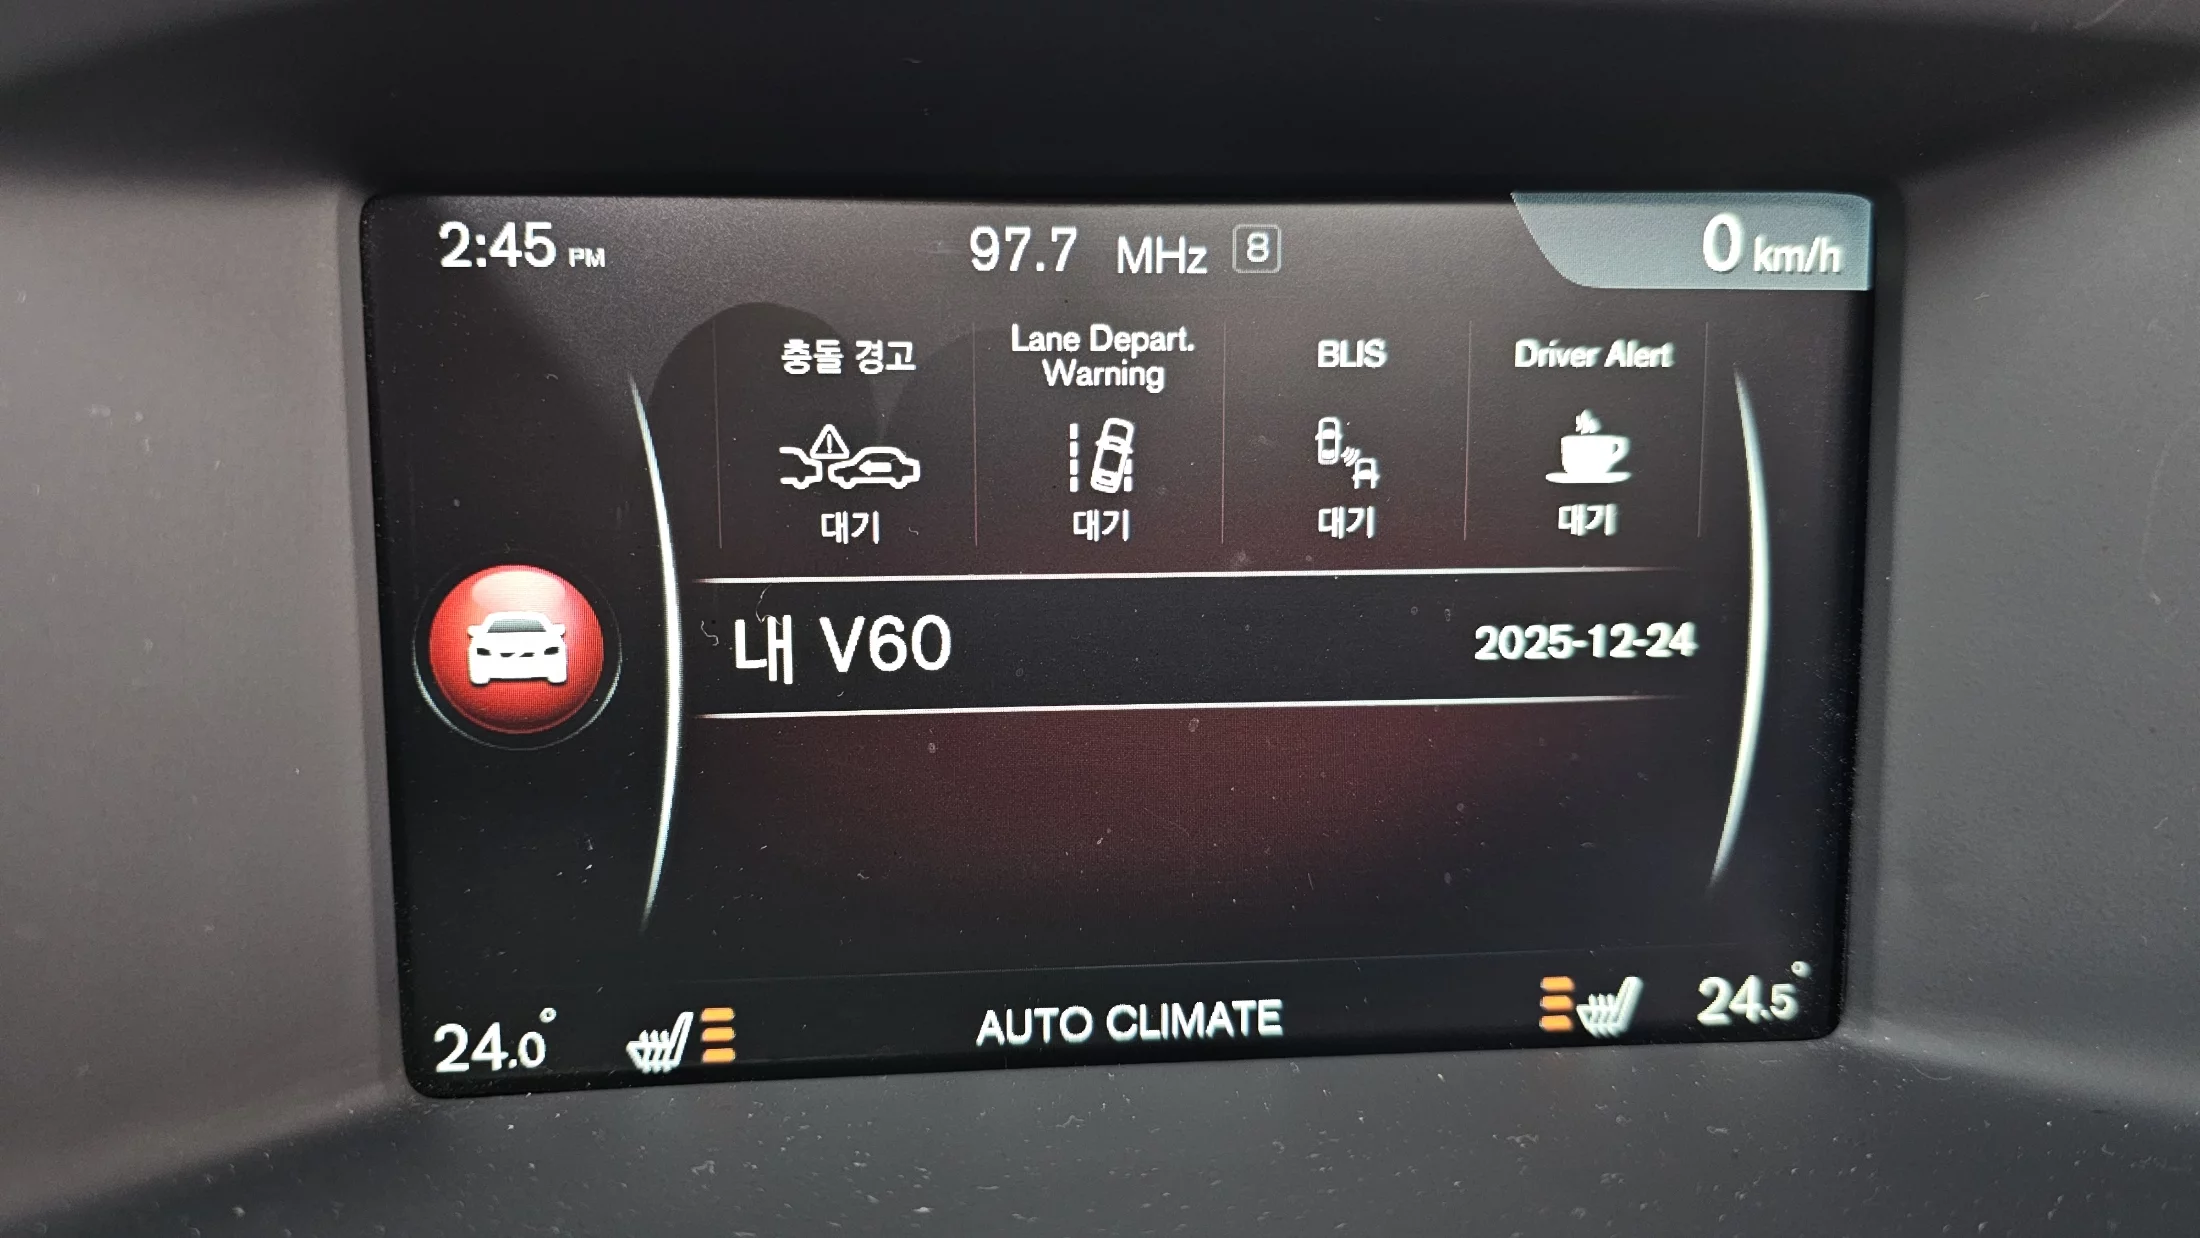 2:45 PM
97.7 MHz 8
0 km/h
충돌 경고
Lane Depart.
Warning
BLIS
Driver Alert
대기
대기
대기
대기
내 V60
2025-12-24
24.0°
AUTO CLIMATE
24.5°